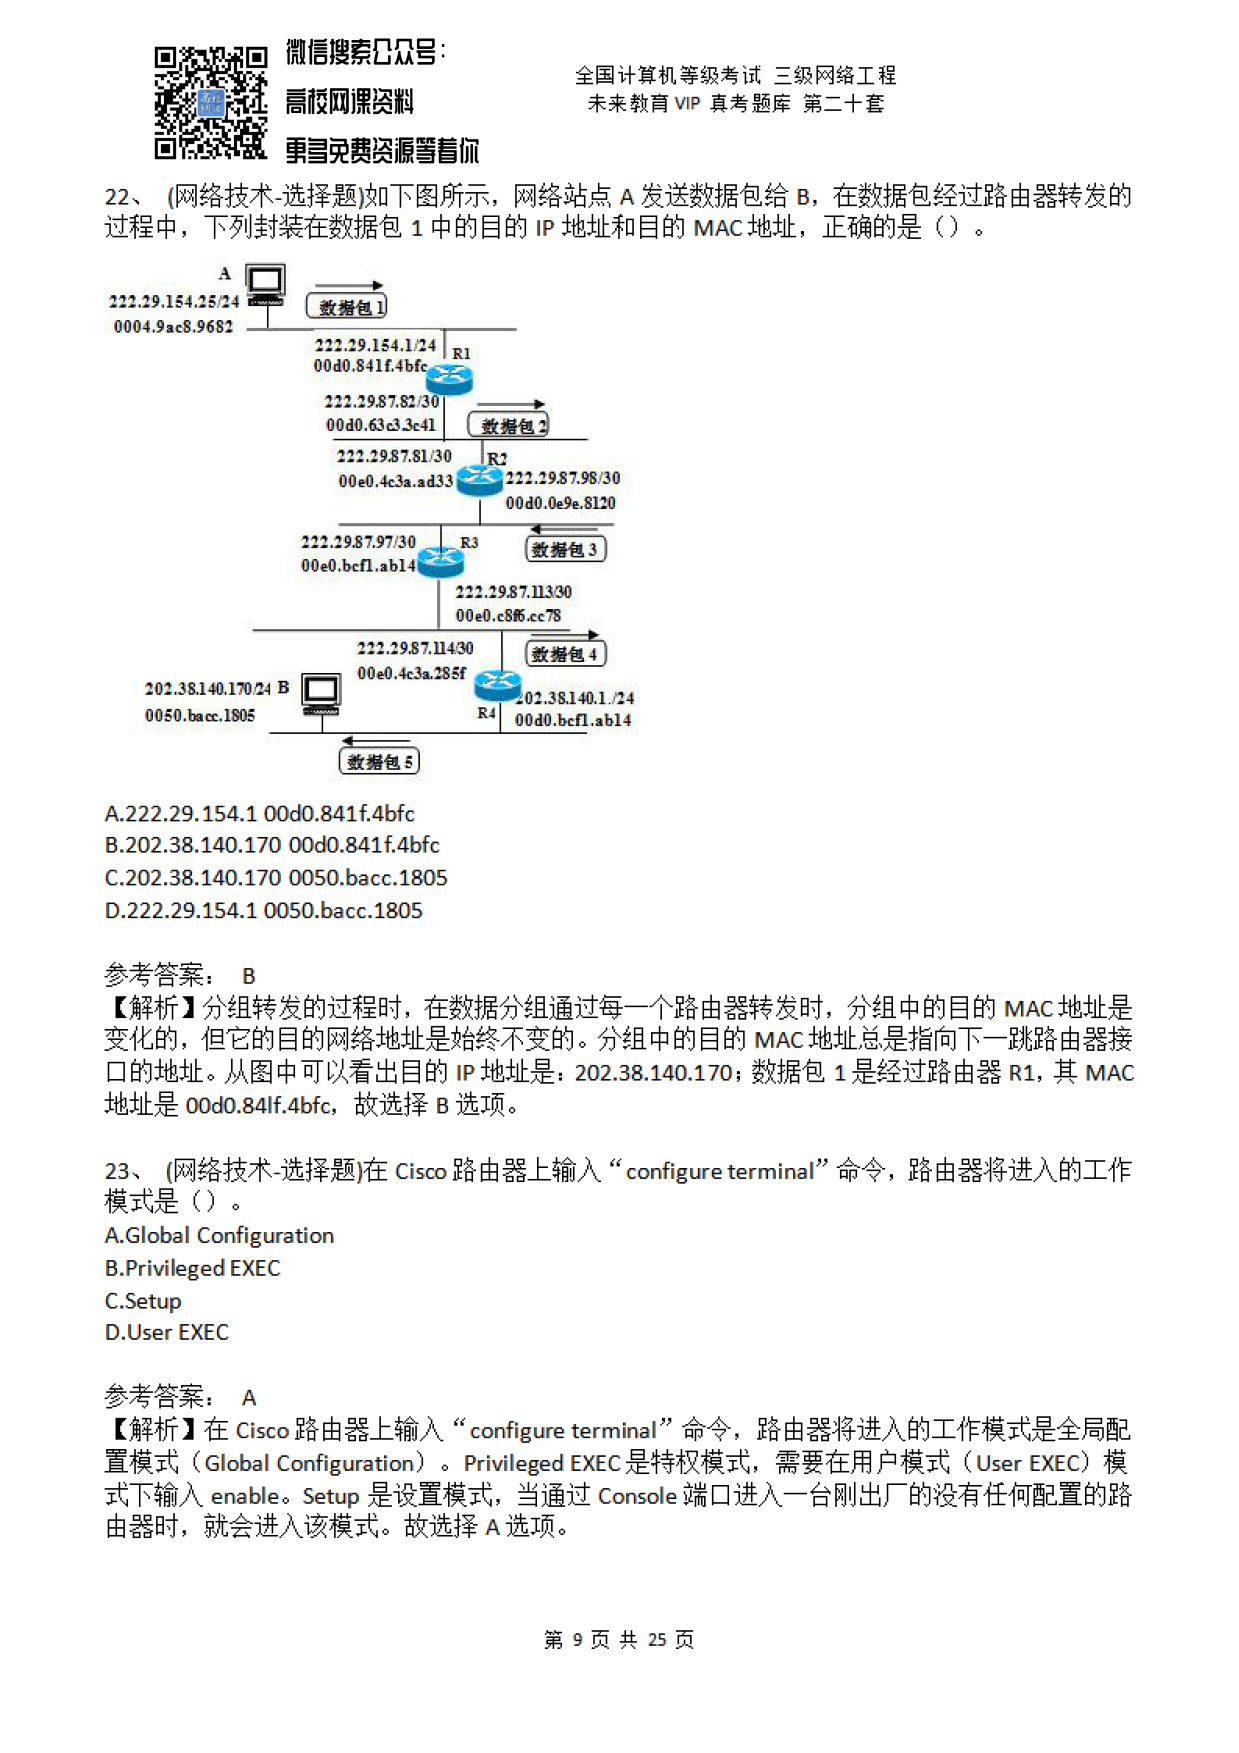 微信搜索公众号：
高校网课资料
更多免费资源等着你
全国计算机等级考试 三级网络工程
未来教育 VIP 真考题库 第二十套
22、 (网络技术-选择题)如下图所示，网络站点 A 发送数据包给 B，在数据包经过路由器转发的
过程中，下列封装在数据包 1 中的目的 IP 地址和目的 MAC 地址，正确的是（）。
A
222.29.154.25/24
0004.9ac8.9682
数据包1
222.29.154.1/24
R1
00d0.841f.4bfc
222.29.87.82/30
00d0.63c3.3c41
数据包2
222.29.87.81/30
R2
00e0.4c3a.ad33
222.29.87.98/30
00d0.0e9e.8120
222.29.87.97/30
R3
数据包3
00e0.bcf1.ab14
222.29.87.113/30
00e0.c8f6.cc78
222.29.87.114/30
数据包4
00e0.4c3a.285f
202.38.140.170/24 B
202.38.140.1./24
0050.bacc.1805
R4
00d0.bcf1.ab14
数据包5
A.222.29.154.1 00d0.841f.4bfc
B.202.38.140.170 00d0.841f.4bfc
C.202.38.140.170 0050.bacc.1805
D.222.29.154.1 0050.bacc.1805
参考答案： B
【解析】分组转发的过程时，在数据分组通过每一个路由器转发时，分组中的目的 MAC 地址是
变化的，但它的目的网络地址是始终不变的。分组中的目的 MAC 地址总是指向下一跳路由器接
口的地址。从图中可以看出目的 IP 地址是：202.38.140.170；数据包 1 是经过路由器 R1，其 MAC
地址是 00d0.84lf.4bfc，故选择 B 选项。
23、 (网络技术-选择题)在 Cisco 路由器上输入“configure terminal”命令，路由器将进入的工作
模式是（）。
A.Global Configuration
B.Privileged EXEC
C.Setup
D.User EXEC
参考答案： A
【解析】在 Cisco 路由器上输入“configure terminal”命令，路由器将进入的工作模式是全局配
置模式（Global Configuration）。Privileged EXEC 是特权模式，需要在用户模式（User EXEC）模
式下输入 enable。Setup 是设置模式，当通过 Console 端口进入一台刚出厂的没有任何配置的路
由器时，就会进入该模式。故选择 A 选项。
第 9 页 共 25 页